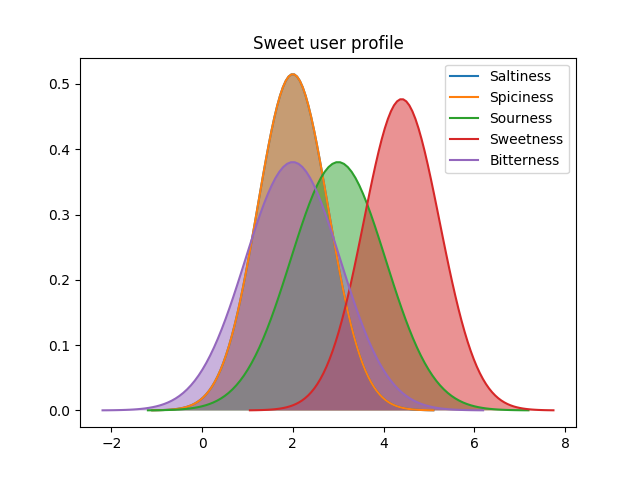 Sweet user profile
Saltiness
Spiciness
Sourness
Sweetness
Bitterness
0.5
0.4
0.3
0.2
0.1
0.0
−2 0 2 4 6 8